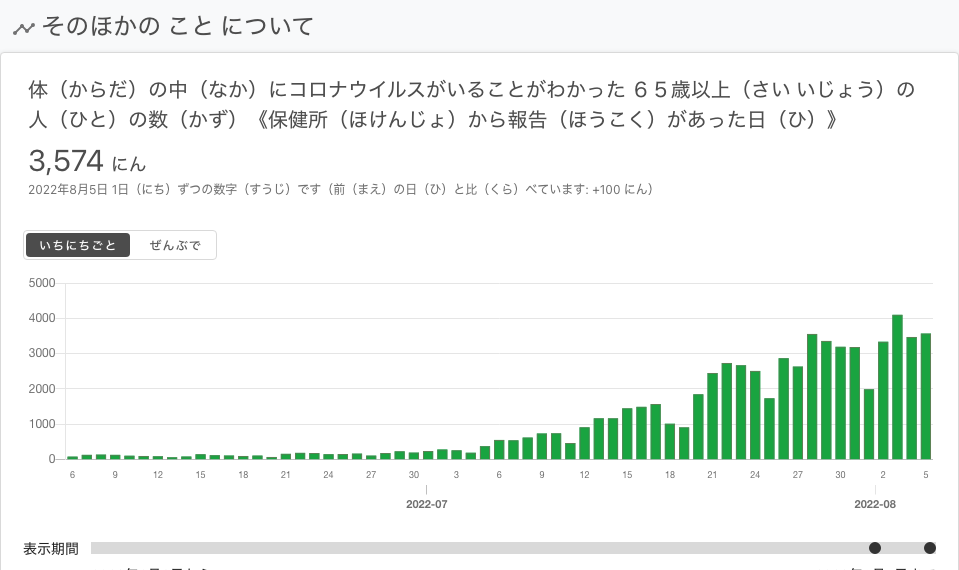 そのほかの こと について
体（からだ）の中（なか）にコロナウイルスがいることがわかった ６５歳以上（さい いじょう）の
人（ひと）の数（かず）《保健所（ほけんじょ）から報告（ほうこく）があった日（ひ）》
3,574 にん
2022年8月5日 1日（にち）ずつの数字（すうじ）です（前（まえ）の日（ひ）と比（くら）べています: +100 にん）
いちにちごと ぜんぶで
5000
4000
3000
2000
1000
0
6 9 12 15 18 21 24 27 30 3 6 9 12 15 18 21 24 27 30 2 5
2022-07 2022-08
表示期間